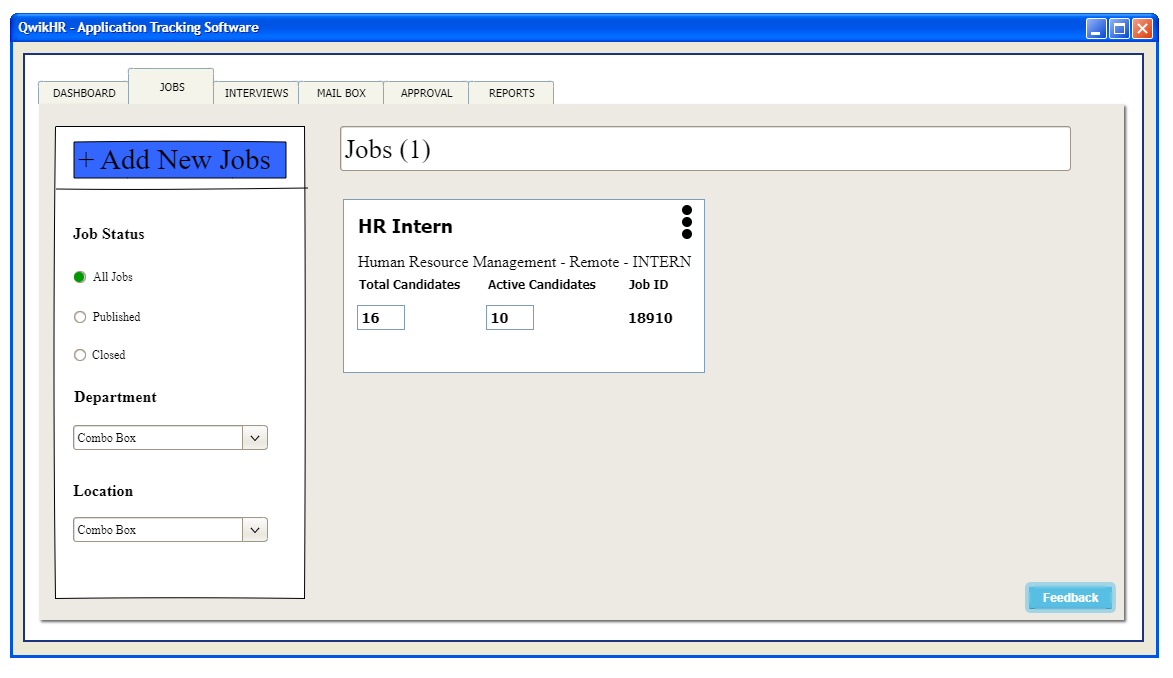 QwikHR - Application Tracking Software
DASHBOARD
JOBS
INTERVIEWS
MAIL BOX
APPROVAL
REPORTS
+ Add New Jobs
Job Status
All Jobs
Published
Closed
Department
Combo Box
Location
Combo Box
Jobs (1)
HR Intern
Human Resource Management - Remote - INTERN
Total Candidates Active Candidates Job ID
16 10 18910
Feedback